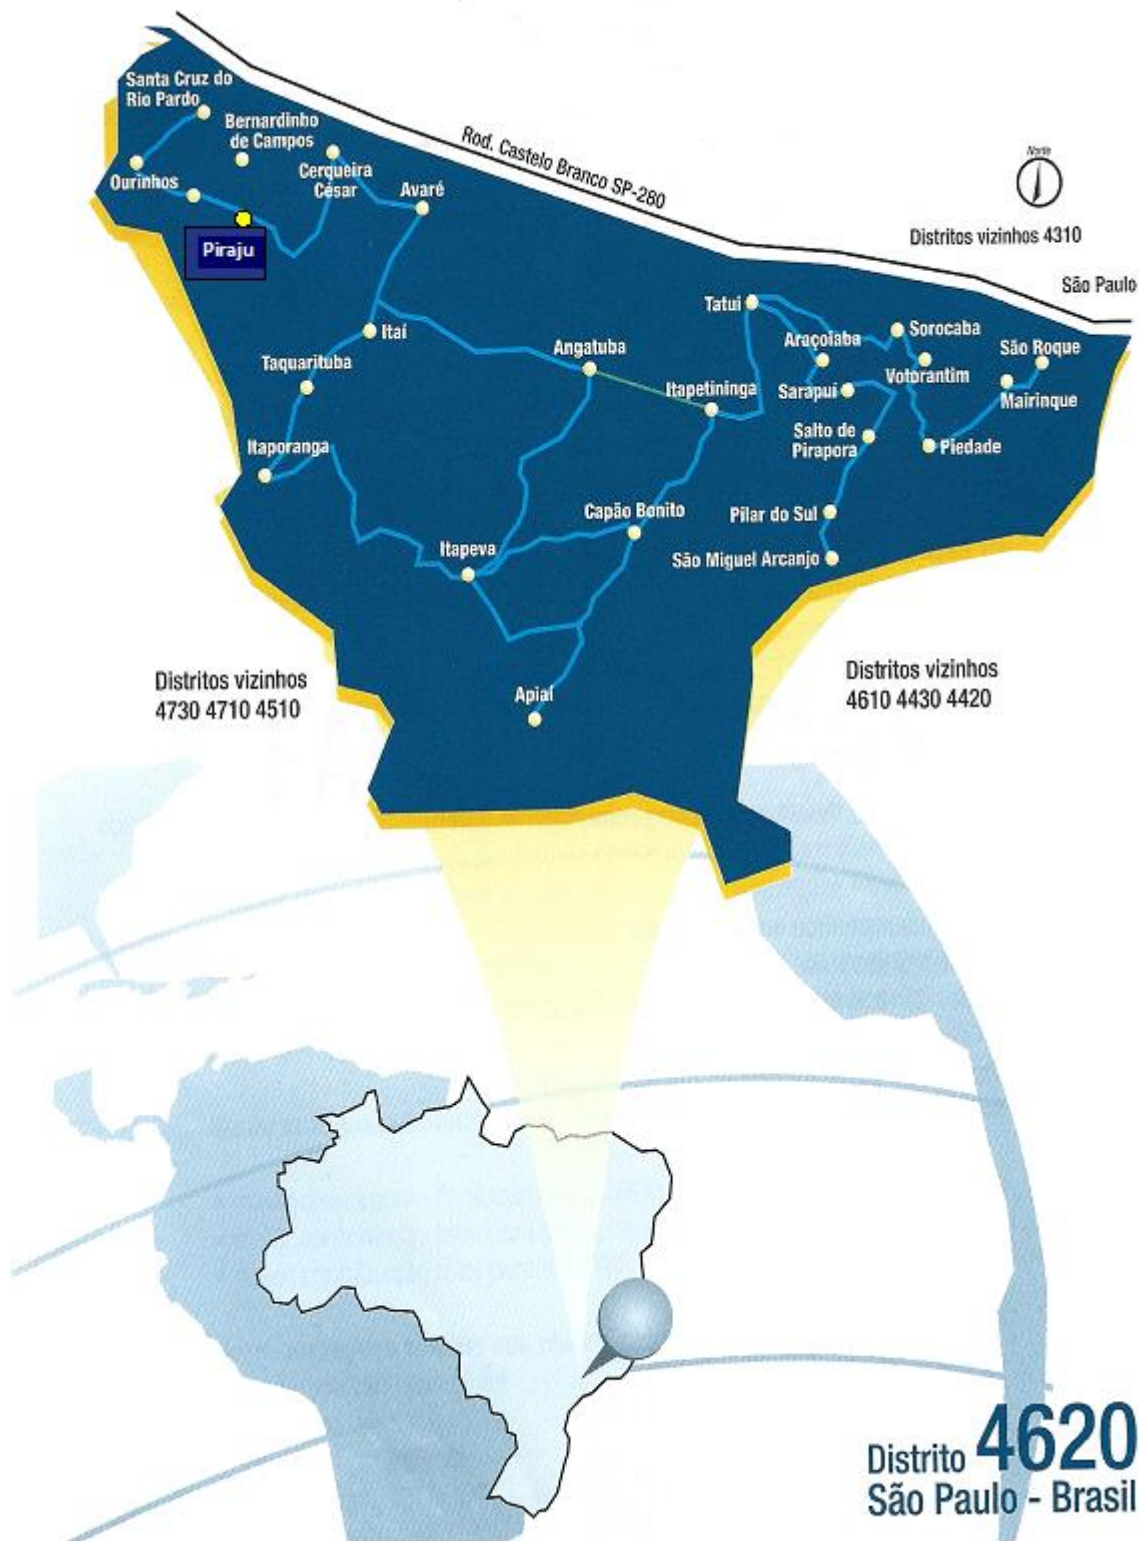 Rod. Castelo Branco SP-280
Norte
Distritos vizinhos 4310
São Paulo
Santa Cruz do
Rio Pardo
Bernardinho
de Campos
Cerqueira
César
Avaré
Ourinhos
Piraju
Itaí
Taquarituba
Itaporanga
Angatuba
Itapetininga
Tatuí
Araçoiaba
Sorocaba
Votorantim
São Roque
Mairinque
Sarapuí
Salto de
Pirapora
Piedade
Pilar do Sul
São Miguel Arcanjo
Capão Bonito
Itapeva
Apiaí
Distritos vizinhos
4730 4710 4510
Distritos vizinhos
4610 4430 4420
Distrito 4620
São Paulo - Brasil